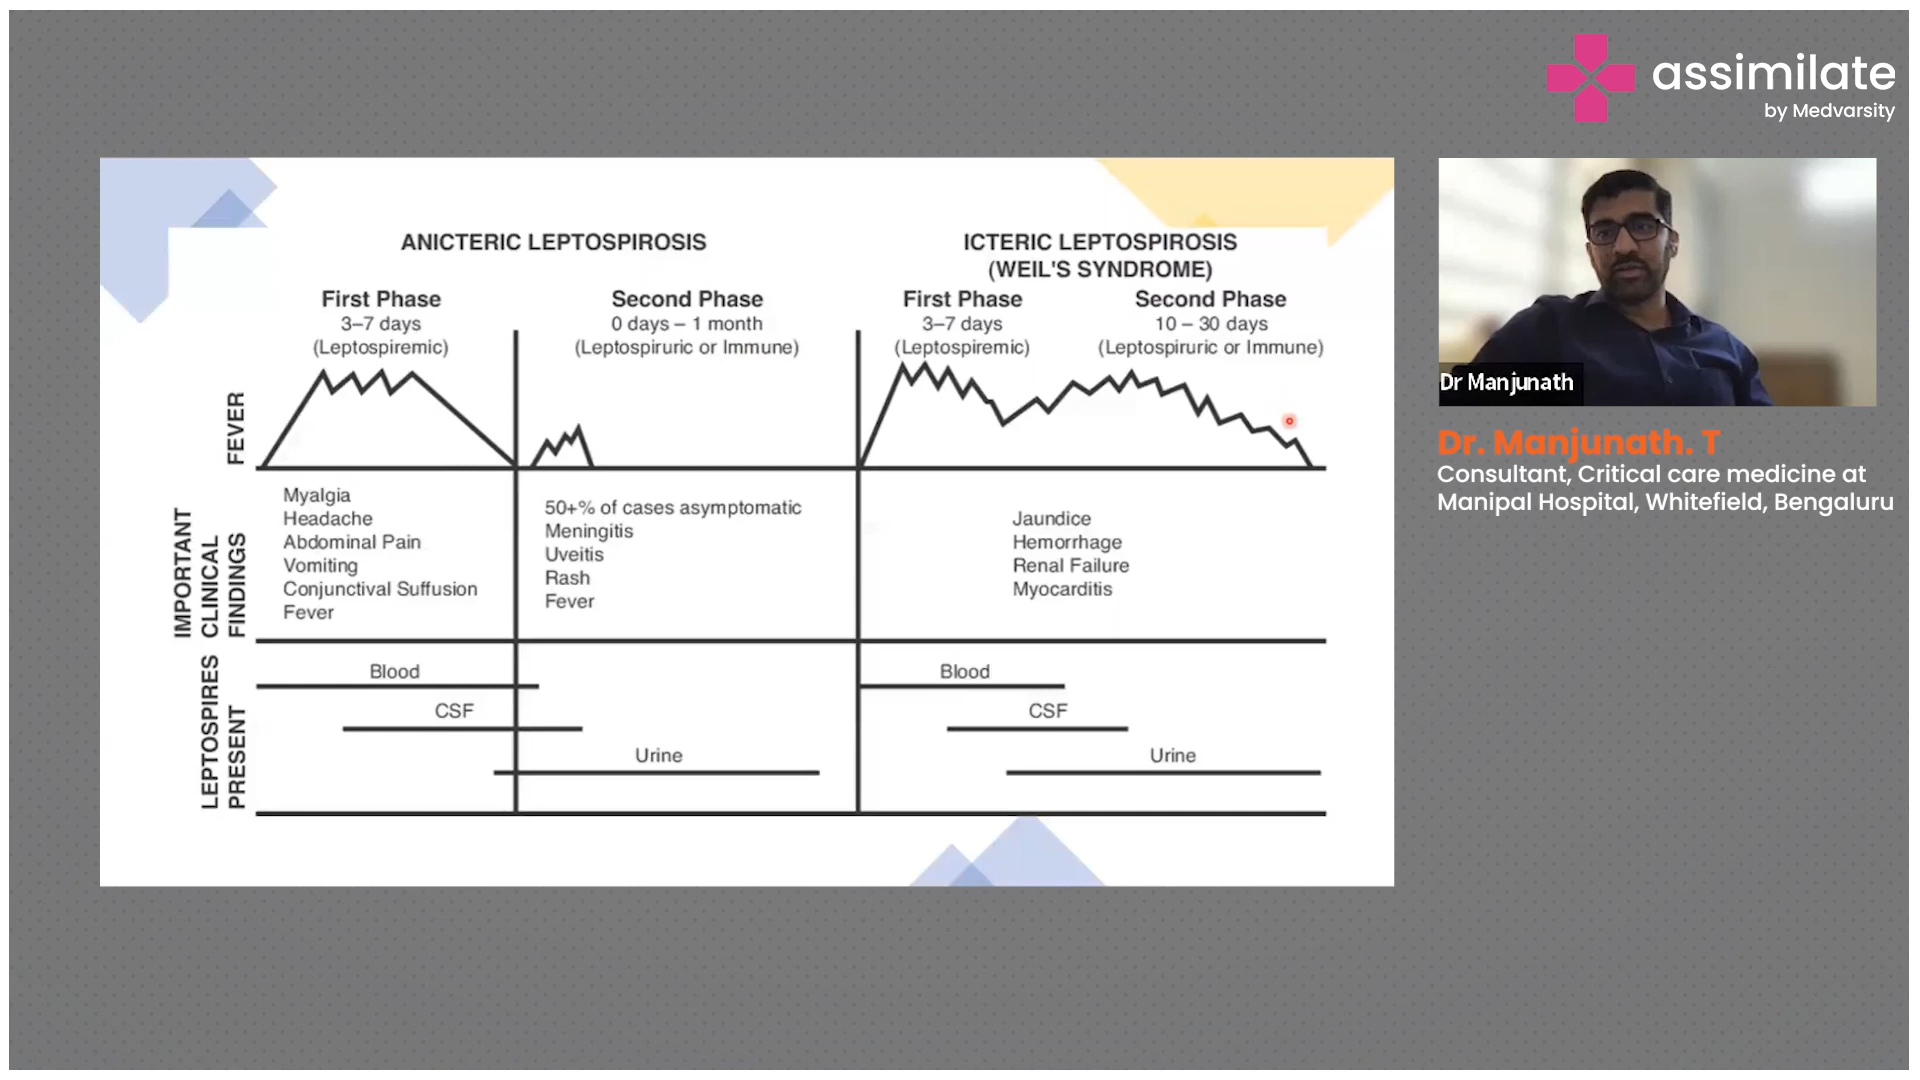 assimilate
by Medvarsity
ANICTERIC LEPTOSPIROSIS
ICTERIC LEPTOSPIROSIS
(WEIL'S SYNDROME)
First Phase
3–7 days
(Leptospiremic)
Second Phase
0 days – 1 month
(Leptospiruric or Immune)
First Phase
3–7 days
(Leptospiremic)
Second Phase
10 – 30 days
(Leptospiruric or Immune)
FEVER
IMPORTANT
CLINICAL
FINDINGS
Myalgia
Headache
Abdominal Pain
Vomiting
Conjunctival Suffusion
Fever
50+% of cases asymptomatic
Meningitis
Uveitis
Rash
Fever
Jaundice
Hemorrhage
Renal Failure
Myocarditis
LEPTOSPIRES
PRESENT
Blood
CSF
Urine
Blood
CSF
Urine
Dr Manjunath
Dr. Manjunath. T
Consultant, Critical care medicine at
Manipal Hospital, Whitefield, Bengaluru